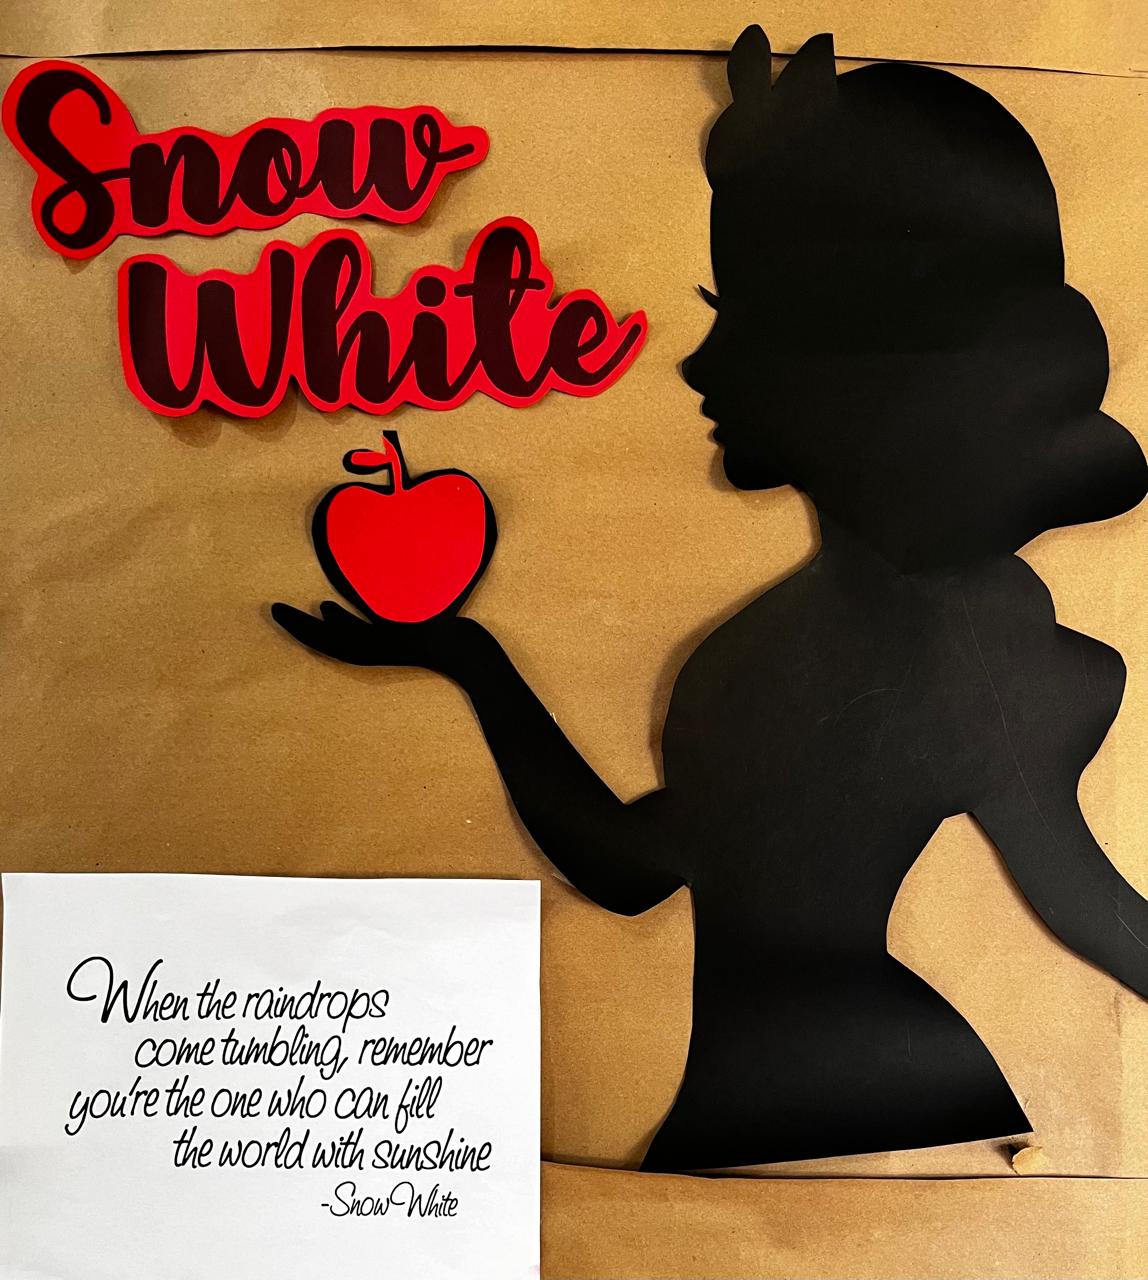 Snow
White
When the raindrops
come tumbling, remember
you're the one who can fill
the world with sunshine
-Snow White